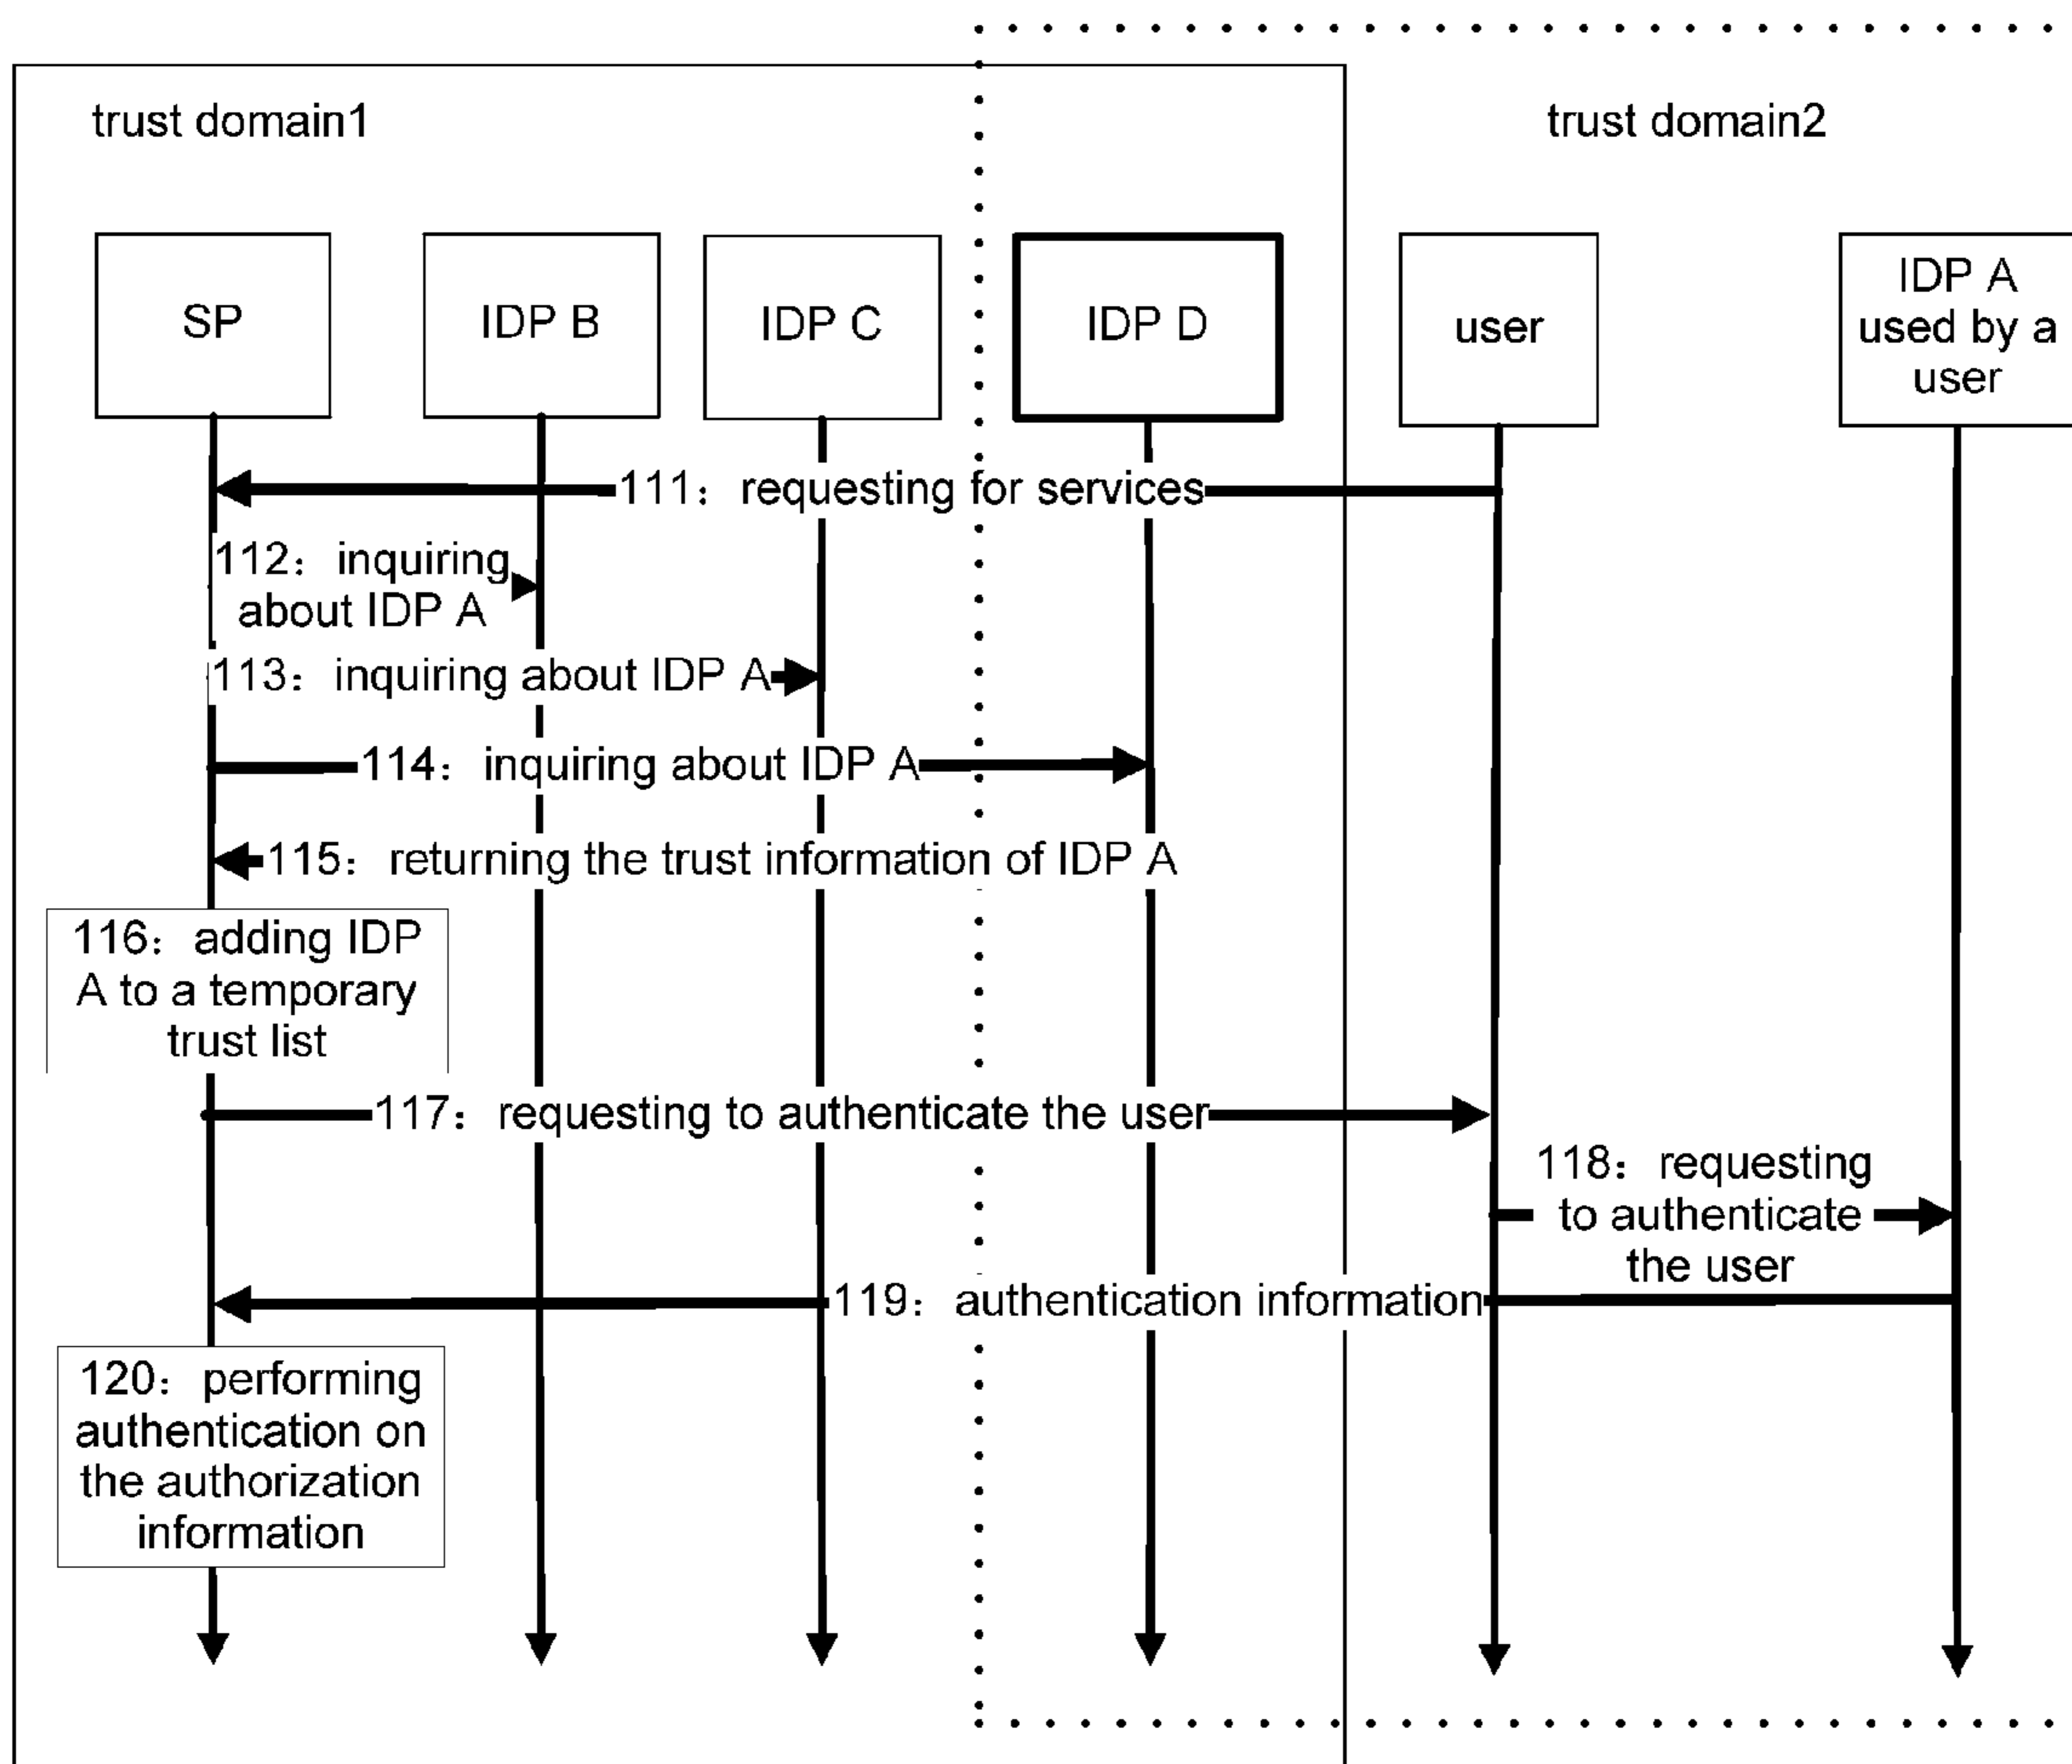 trust domain1
trust domain2
SP
IDP B
IDP C
IDP D
user
IDP A
used by a
user
111：requesting for services
112：inquiring
about IDP A
113：inquiring about IDP A
114：inquiring about IDP A
115：returning the trust information of IDP A
116：adding IDP
A to a temporary
trust list
117：requesting to authenticate the user
118：requesting
to authenticate
the user
119：authentication information
120：performing
authentication on
the authorization
information